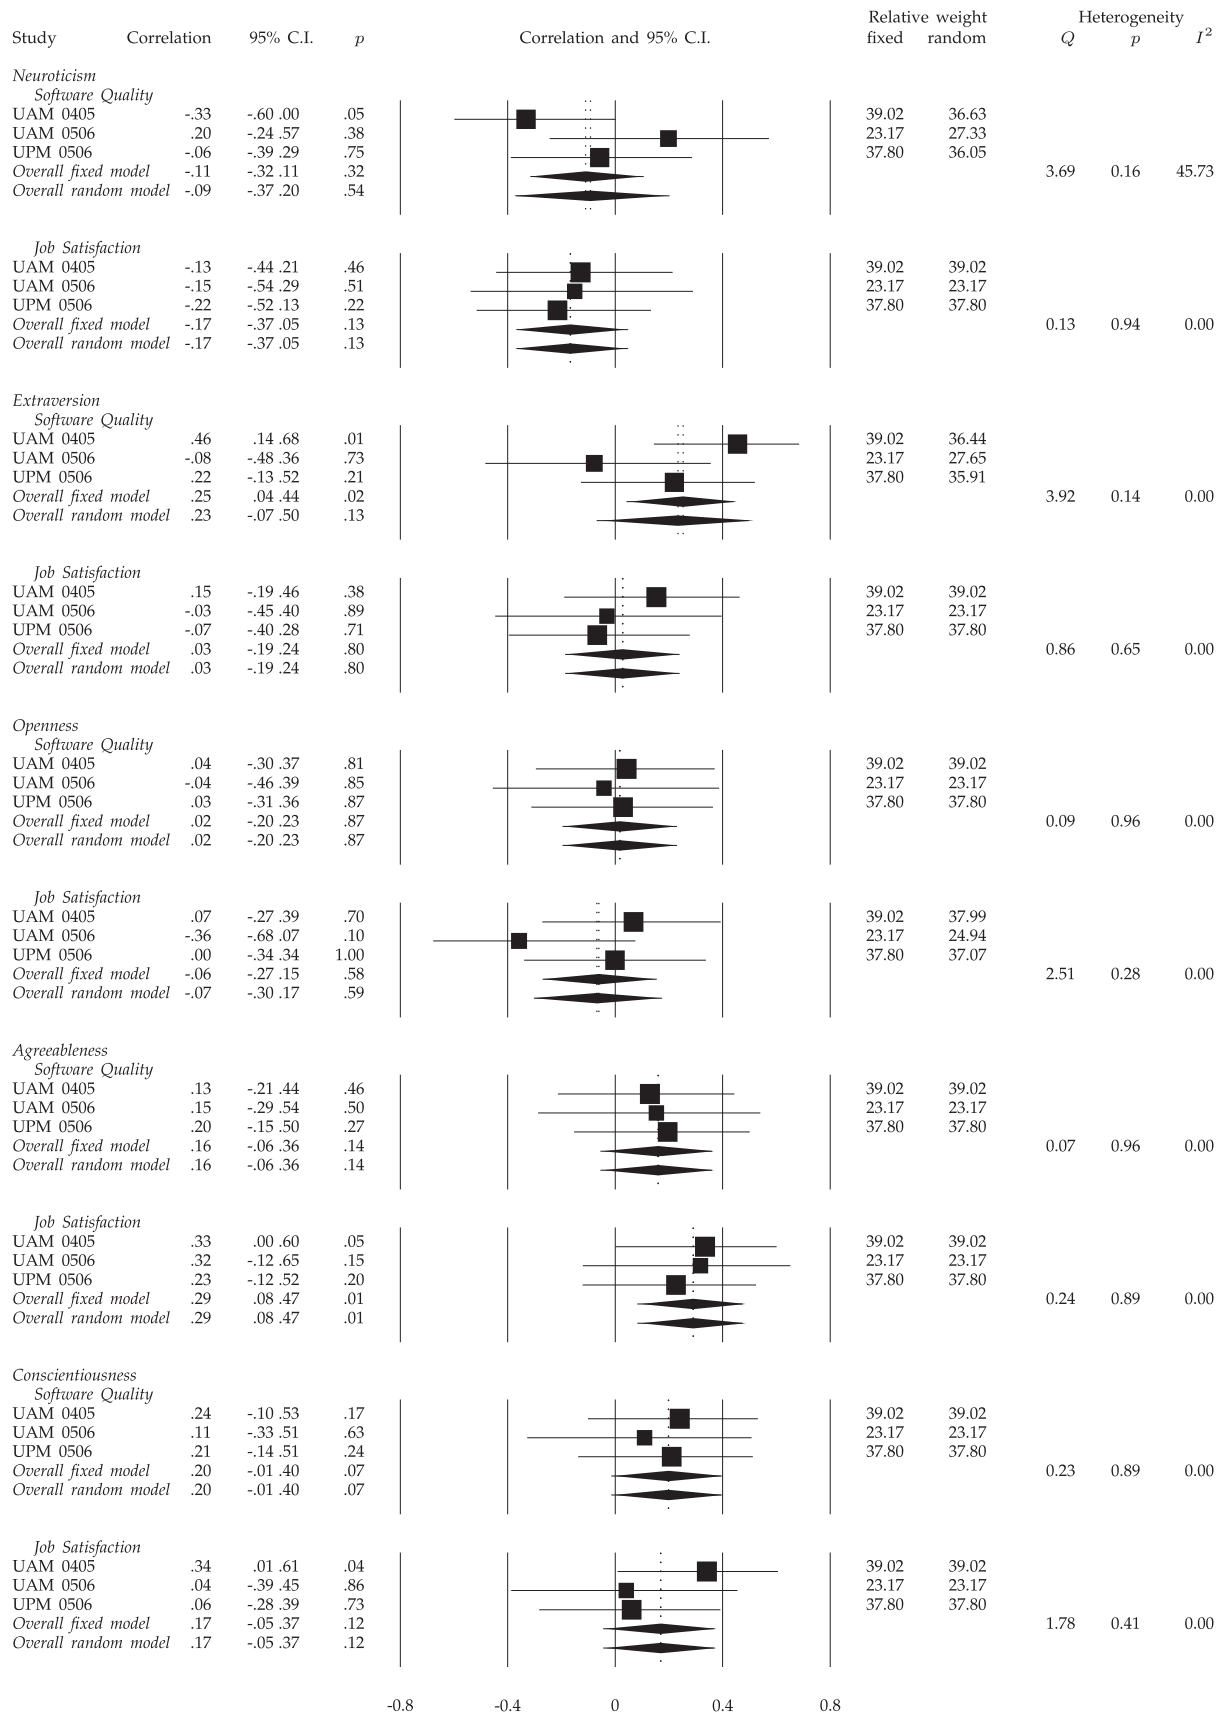 Relative weight Heterogeneity
Study Correlation 95% C.I. p Correlation and 95% C.I. fixed random Q p I²
Neuroticism
Software Quality
UAM 0405 -.33 -.60 .00 .05 39.02 36.63
UAM 0506 .20 -.24 .57 .38 23.17 27.33
UPM 0506 -.06 -.39 .29 .75 37.80 36.05
Overall fixed model -.11 -.32 .11 .32 3.69 0.16 45.73
Overall random model -.09 -.37 .20 .54
Job Satisfaction
UAM 0405 -.13 -.44 .21 .46 39.02 39.02
UAM 0506 -.15 -.54 .29 .51 23.17 23.17
UPM 0506 -.22 -.52 .13 .22 37.80 37.80
Overall fixed model -.17 -.37 .05 .13 0.13 0.94 0.00
Overall random model -.17 -.37 .05 .13
Extraversion
Software Quality
UAM 0405 .46 .14 .68 .01 39.02 36.44
UAM 0506 -.08 -.48 .36 .73 23.17 27.65
UPM 0506 .22 -.13 .52 .21 37.80 35.91
Overall fixed model .25 .04 .44 .02 3.92 0.14 0.00
Overall random model .23 -.07 .50 .13
Job Satisfaction
UAM 0405 .15 -.19 .46 .38 39.02 39.02
UAM 0506 -.03 -.45 .40 .89 23.17 23.17
UPM 0506 -.07 -.40 .28 .71 37.80 37.80
Overall fixed model .03 -.19 .24 .80 0.86 0.65 0.00
Overall random model .03 -.19 .24 .80
Openness
Software Quality
UAM 0405 .04 -.30 .37 .81 39.02 39.02
UAM 0506 -.04 -.46 .39 .85 23.17 23.17
UPM 0506 .03 -.31 .36 .87 37.80 37.80
Overall fixed model .02 -.20 .23 .87 0.09 0.96 0.00
Overall random model .02 -.20 .23 .87
Job Satisfaction
UAM 0405 .07 -.27 .39 .70 39.02 37.99
UAM 0506 -.36 -.68 .07 .10 23.17 24.94
UPM 0506 .00 -.34 .34 1.00 37.80 37.07
Overall fixed model -.06 -.27 .15 .58 2.51 0.28 0.00
Overall random model -.07 -.30 .17 .59
Agreeableness
Software Quality
UAM 0405 .13 -.21 .44 .46 39.02 39.02
UAM 0506 .15 -.29 .54 .50 23.17 23.17
UPM 0506 .20 -.15 .50 .27 37.80 37.80
Overall fixed model .16 -.06 .36 .14 0.07 0.96 0.00
Overall random model .16 -.06 .36 .14
Job Satisfaction
UAM 0405 .33 .00 .60 .05 39.02 39.02
UAM 0506 .32 -.12 .65 .15 23.17 23.17
UPM 0506 .23 -.12 .52 .20 37.80 37.80
Overall fixed model .29 .08 .47 .01 0.24 0.89 0.00
Overall random model .29 .08 .47 .01
Conscientiousness
Software Quality
UAM 0405 .24 -.10 .53 .17 39.02 39.02
UAM 0506 .11 -.33 .51 .63 23.17 23.17
UPM 0506 .21 -.14 .51 .24 37.80 37.80
Overall fixed model .20 -.01 .40 .07 0.23 0.89 0.00
Overall random model .20 -.01 .40 .07
Job Satisfaction
UAM 0405 .34 .01 .61 .04 39.02 39.02
UAM 0506 .04 -.39 .45 .86 23.17 23.17
UPM 0506 .06 -.28 .39 .73 37.80 37.80
Overall fixed model .17 -.05 .37 .12 1.78 0.41 0.00
Overall random model .17 -.05 .37 .12
-0.8 -0.4 0 0.4 0.8